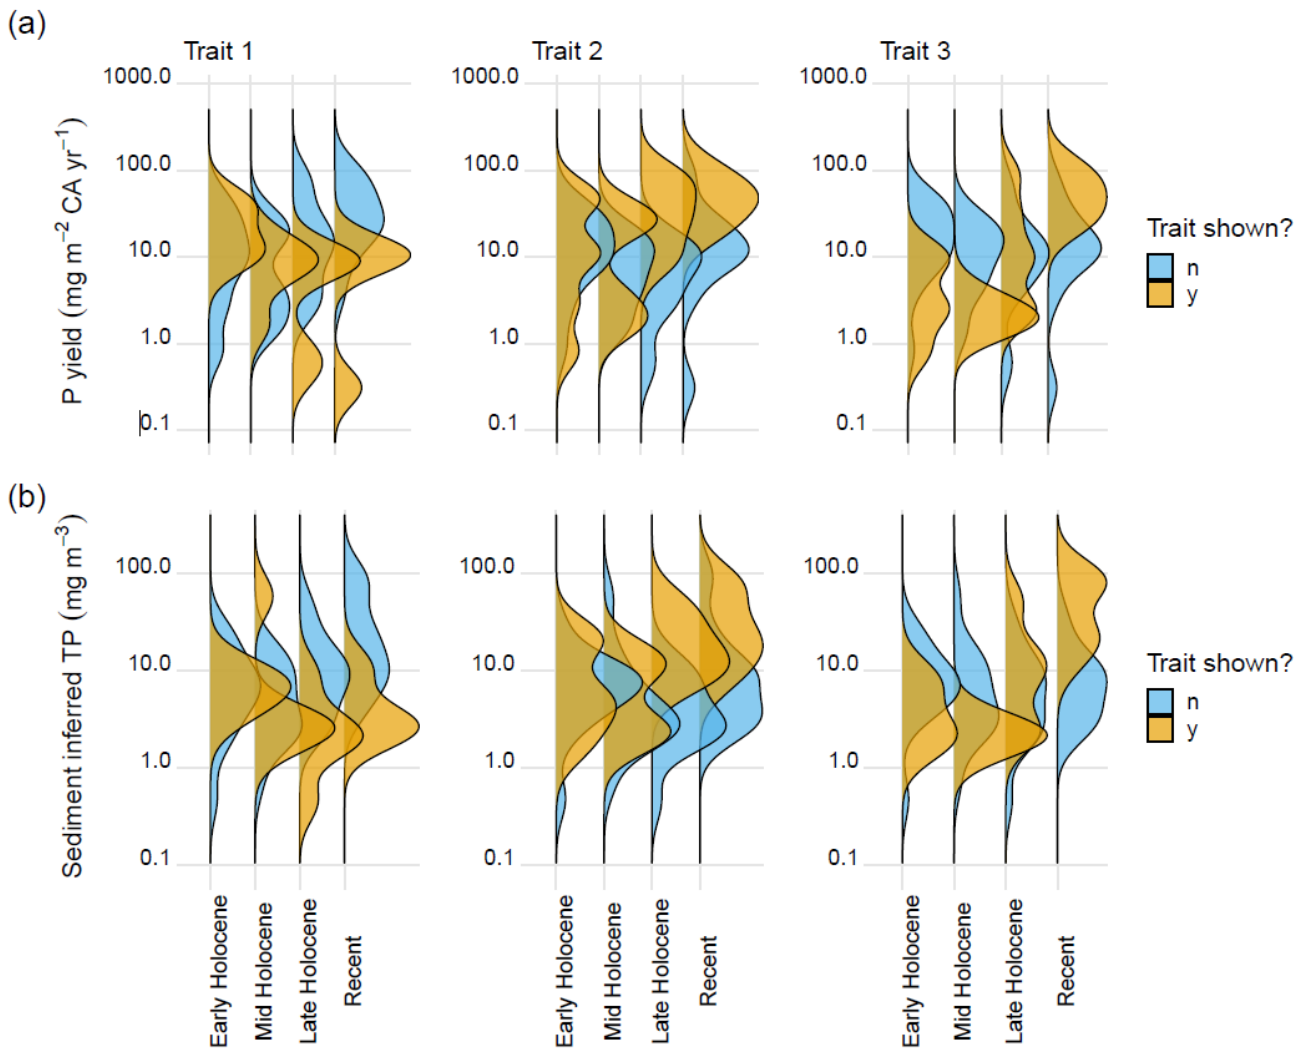 (a)
Trait 1
Trait 2
Trait 3
P yield (mg m⁻² CA yr⁻¹)
1000.0
100.0
10.0
1.0
0.1
1000.0
100.0
10.0
1.0
0.1
1000.0
100.0
10.0
1.0
0.1
Trait shown?
n
y
(b)
Sediment inferred TP (mg m⁻³)
100.0
10.0
1.0
0.1
100.0
10.0
1.0
0.1
100.0
10.0
1.0
0.1
Trait shown?
n
y
Early Holocene
Mid Holocene
Late Holocene
Recent
Early Holocene
Mid Holocene
Late Holocene
Recent
Early Holocene
Mid Holocene
Late Holocene
Recent